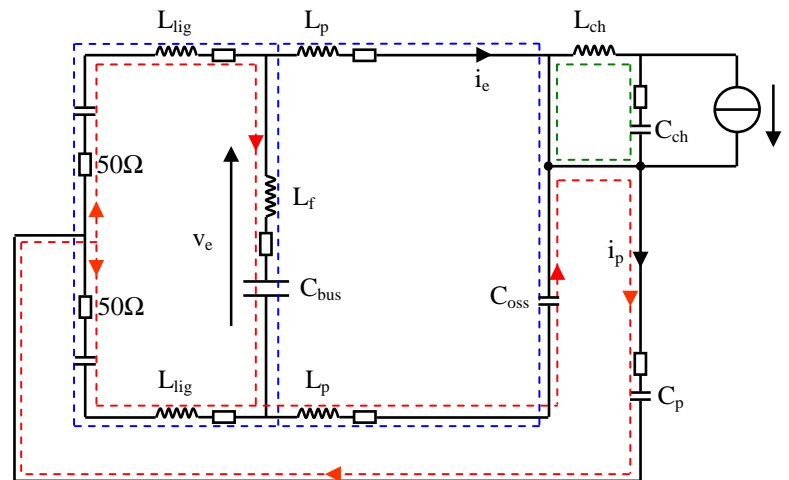 L_lig
L_p
L_ch
i_e
C_ch
50Ω
L_f
v_e
i_p
C_bus
C_oss
50Ω
L_lig
L_p
C_p